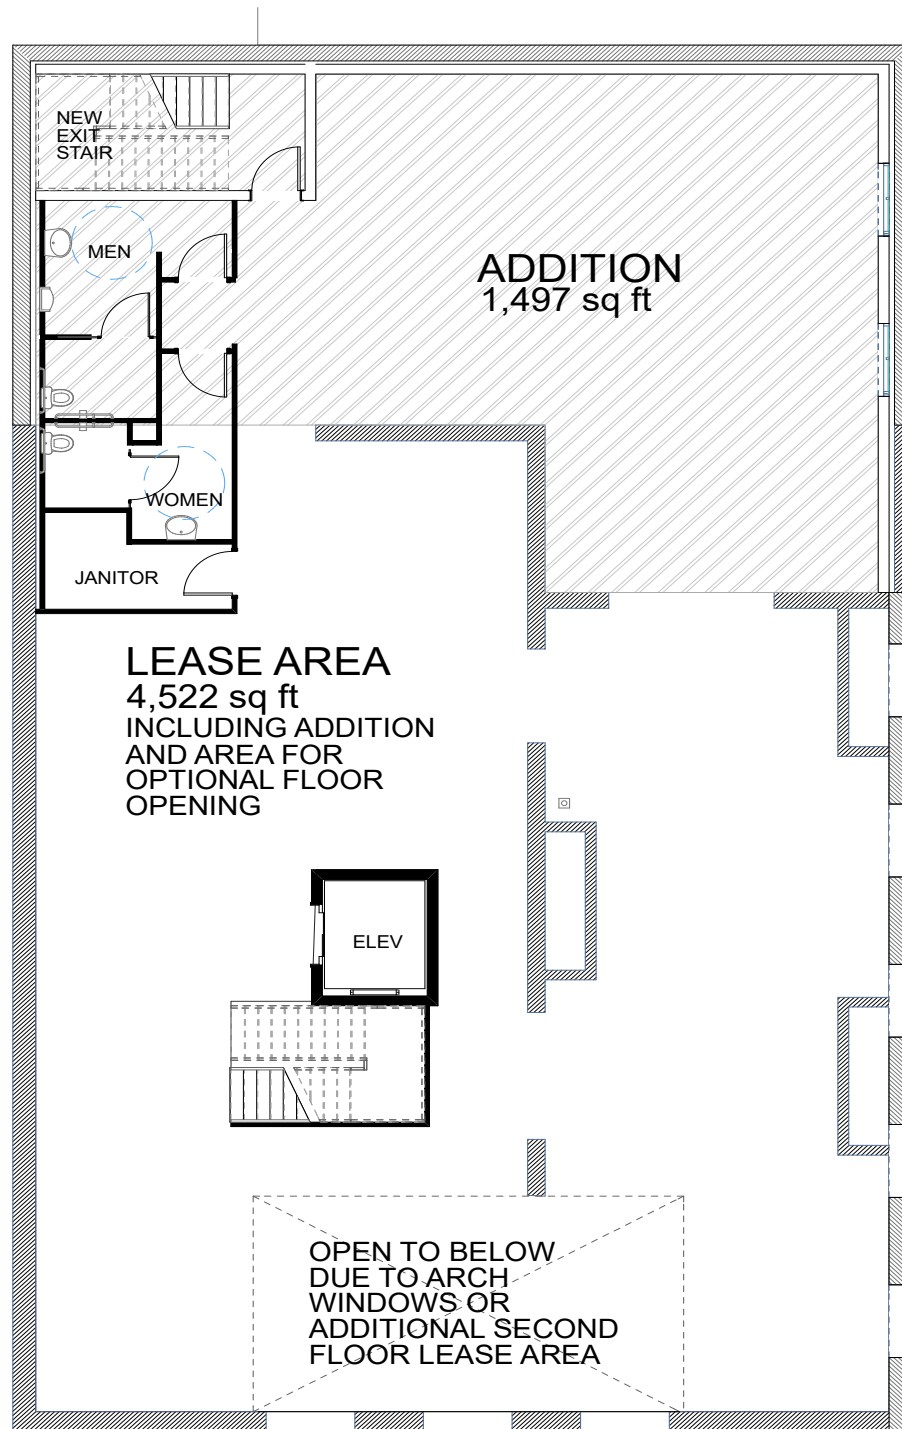 NEW
EXIT
STAIR
MEN
ADDITION
1,497 sq ft
WOMEN
JANITOR
LEASE AREA
4,522 sq ft
INCLUDING ADDITION
AND AREA FOR
OPTIONAL FLOOR
OPENING
ELEV
OPEN TO BELOW
DUE TO ARCH
WINDOWS OR
ADDITIONAL SECOND
FLOOR LEASE AREA